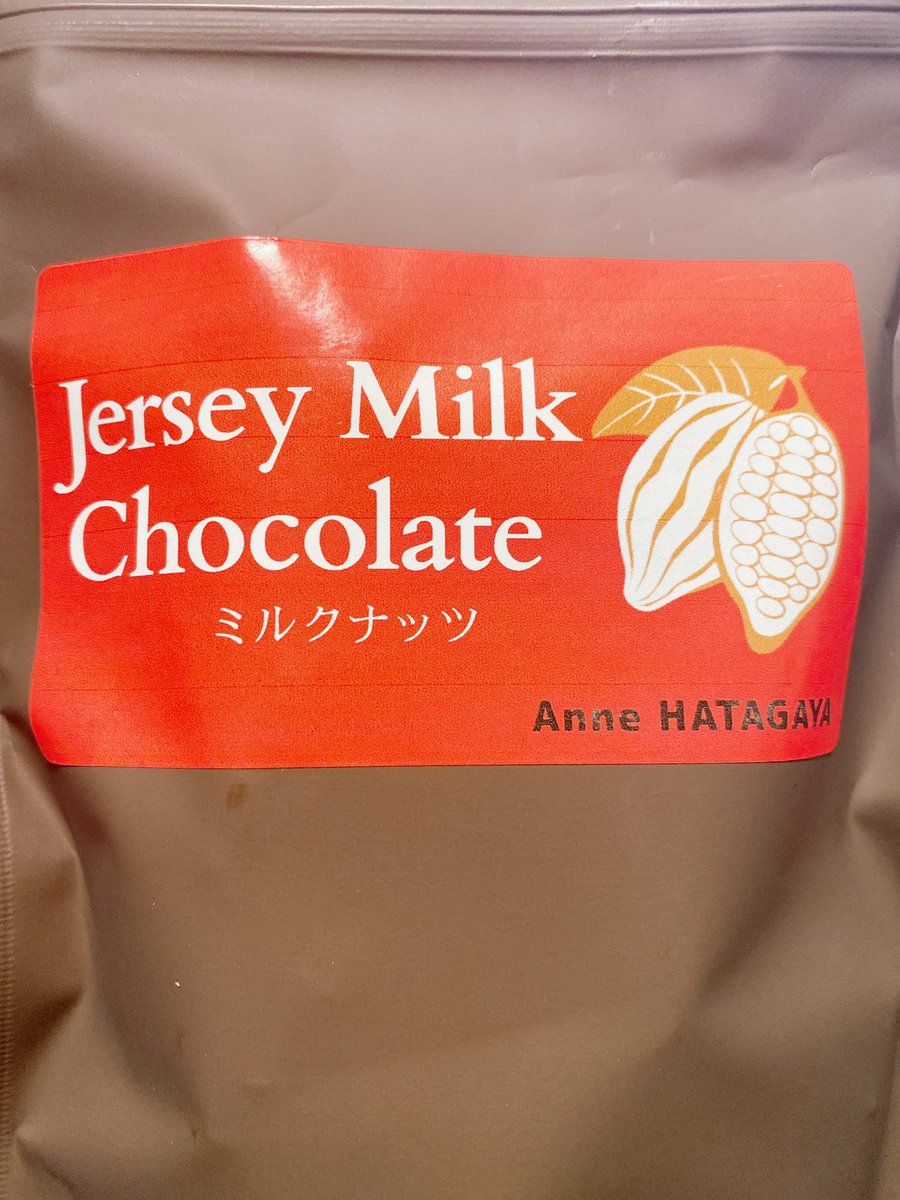 Jersey Milk
Chocolate
ミルクナッツ
Anne HATAGAYA